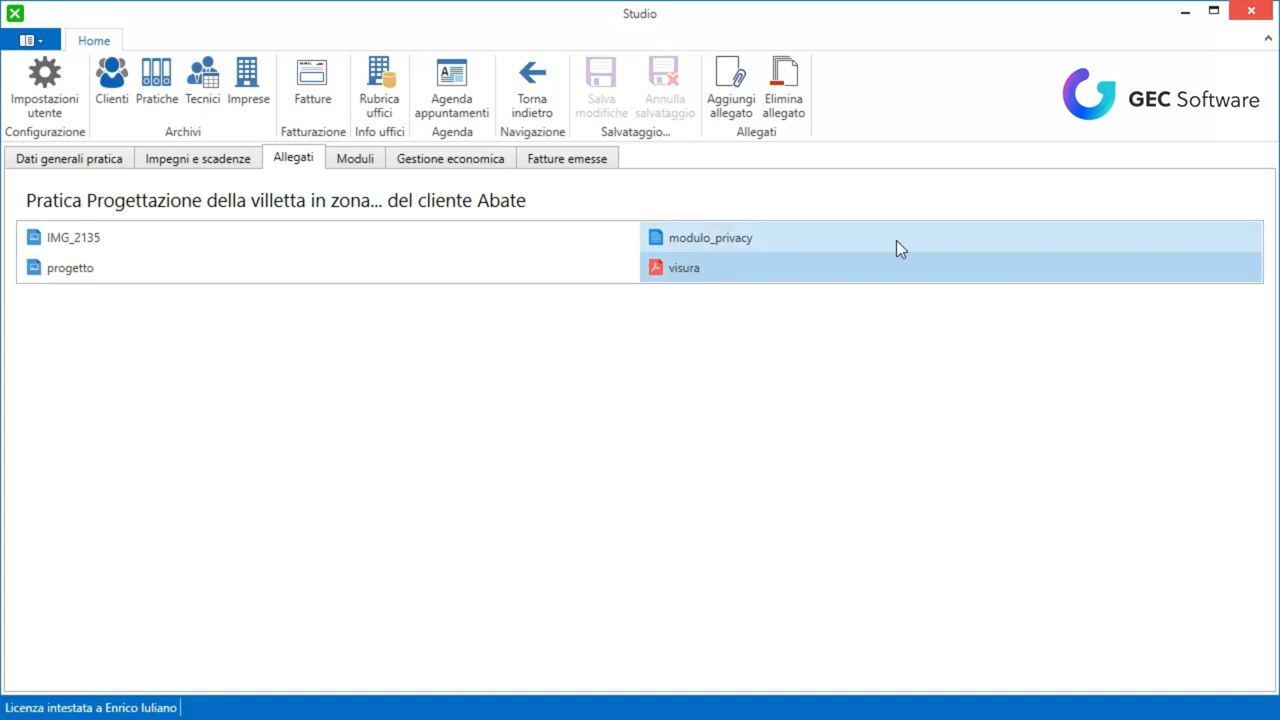 Studio
Home
Impostazioni utente
Clienti
Pratiche
Tecnici
Imprese
Fatture
Rubrica uffici
Agenda appuntamenti
Torna indietro
Salva modifiche
Annulla salvataggio
Aggiungi allegato
Elimina allegato
Configurazione
Archivi
Fatturazione
Info uffici
Agenda
Navigazione
Salvataggio...
Allegati
GEC Software
Dati generali pratica
Impegni e scadenze
Allegati
Moduli
Gestione economica
Fatture emesse
Pratica Progettazione della villetta in zona... del cliente Abate
IMG_2135
modulo_privacy
progetto
visura
Licenza intestata a Enrico Iuliano